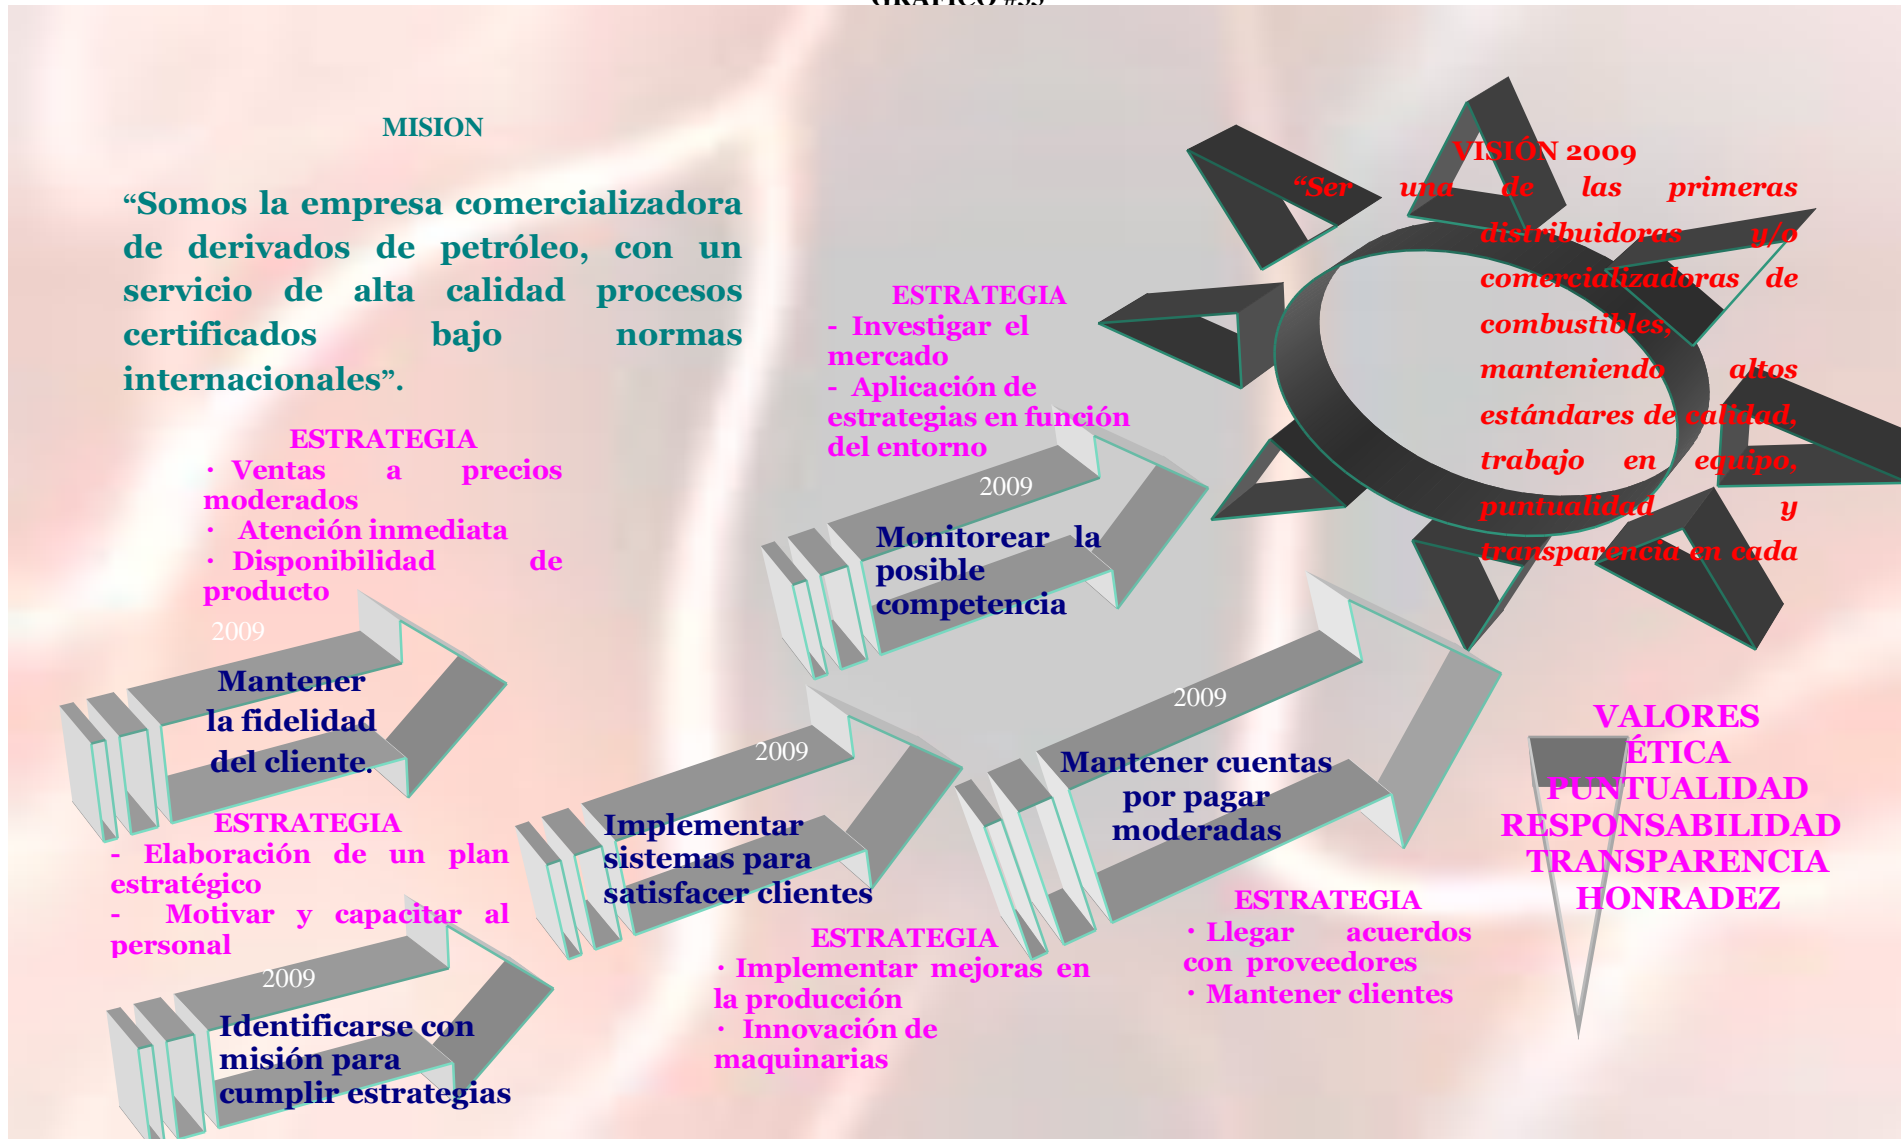 MISION
“Somos la empresa comercializadora
de derivados de petróleo, con un
servicio de alta calidad procesos
certificados bajo normas
internacionales”.
ESTRATEGIA
· Ventas a precios
moderados
· Atención inmediata
· Disponibilidad de
producto
2009
Mantener
la fidelidad
del cliente.
ESTRATEGIA
- Elaboración de un plan
estratégico
- Motivar y capacitar al
personal
2009
Identificarse con
misión para
cumplir estrategias
2009
Implementar
sistemas para
satisfacer clientes
ESTRATEGIA
· Implementar mejoras en
la producción
· Innovación de
maquinarias
ESTRATEGIA
- Investigar el
mercado
- Aplicación de
estrategias en función
del entorno
2009
Monitorear la
posible
competencia
2009
Mantener cuentas
por pagar
moderadas
ESTRATEGIA
· Llegar acuerdos
con proveedores
· Mantener clientes
VISIÓN 2009
“Ser una de las primeras
distribuidoras y/o
comercializadoras de
combustibles,
manteniendo altos
estándares de calidad,
trabajo en equipo,
puntualidad y
transparencia en cada
VALORES
ÉTICA
PUNTUALIDAD
RESPONSABILIDAD
TRANSPARENCIA
HONRADEZ